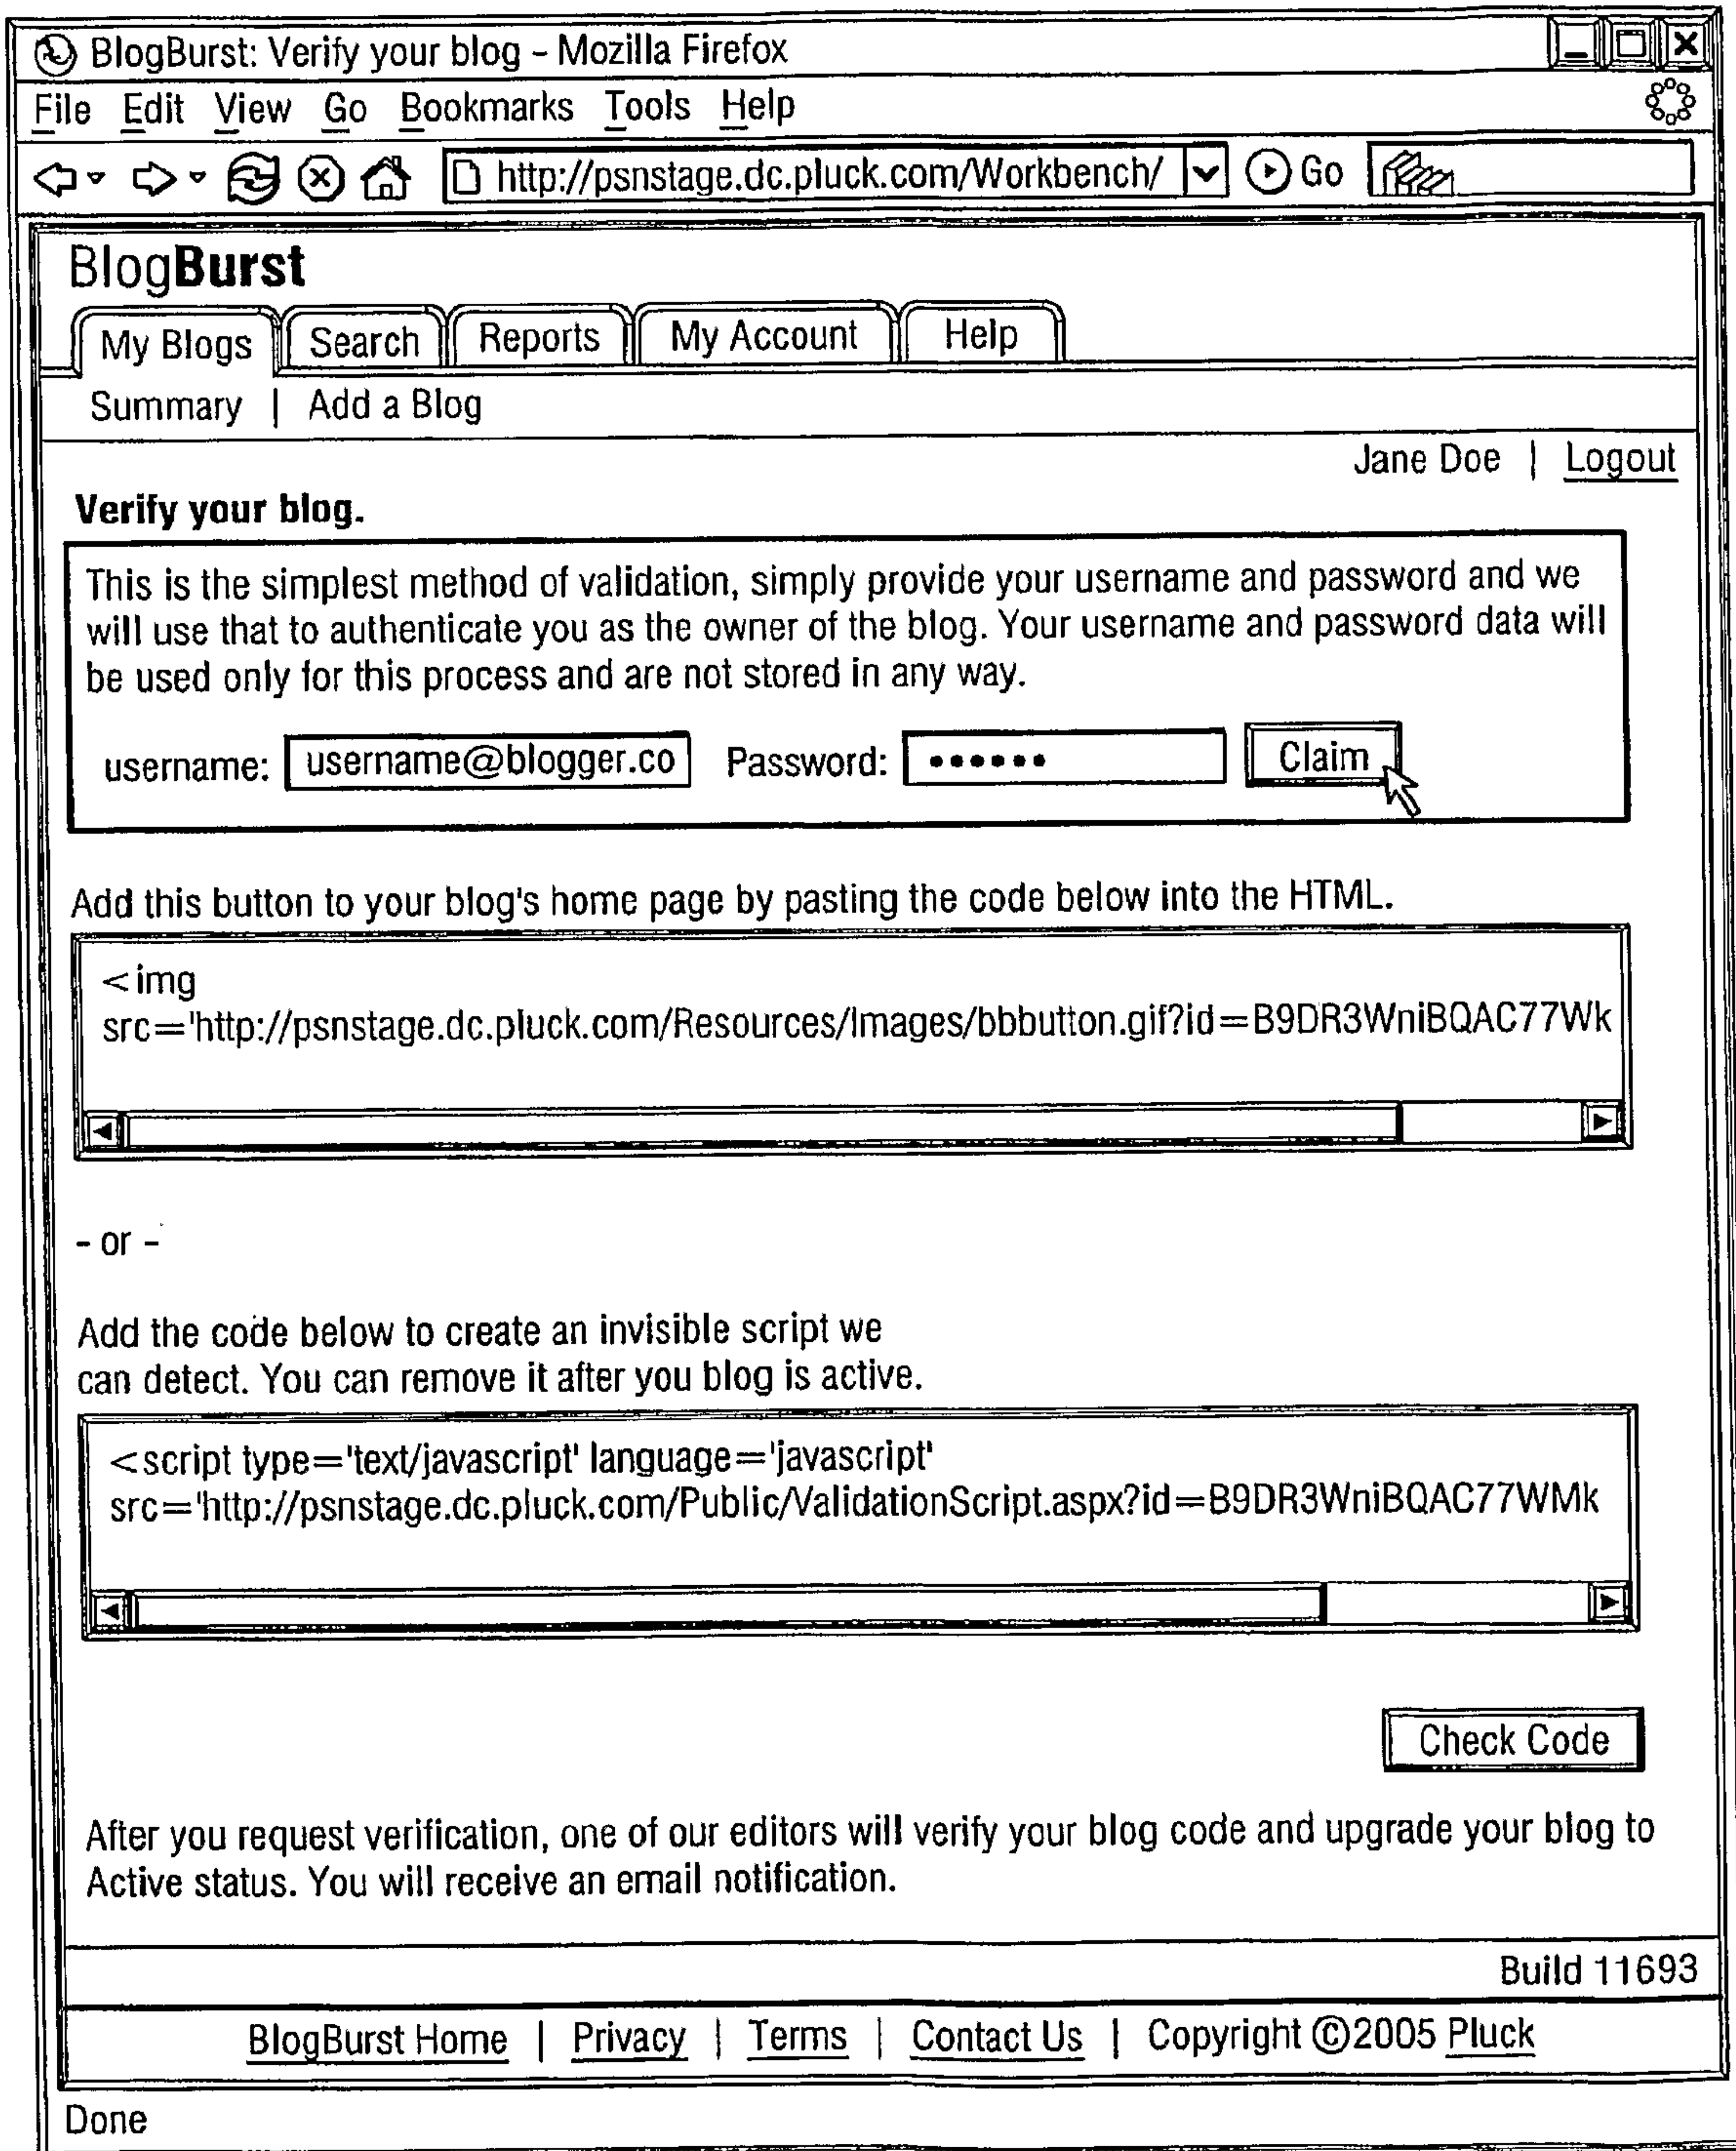 BlogBurst: Verify your blog - Mozilla Firefox
File Edit View Go Bookmarks Tools Help
http://psnstage.dc.pluck.com/Workbench/ Go
BlogBurst
My Blogs Search Reports My Account Help
Summary | Add a Blog
Jane Doe | Logout
Verify your blog.
This is the simplest method of validation, simply provide your username and password and we
will use that to authenticate you as the owner of the blog. Your username and password data will
be used only for this process and are not stored in any way.
username: username@blogger.co Password: •••••• Claim
Add this button to your blog's home page by pasting the code below into the HTML.
<img
src='http://psnstage.dc.pluck.com/Resources/Images/bbbutton.gif?id=B9DR3WniBQAC77Wk
- or -
Add the code below to create an invisible script we
can detect. You can remove it after you blog is active.
<script type='text/javascript' language='javascript'
src='http://psnstage.dc.pluck.com/Public/ValidationScript.aspx?id=B9DR3WniBQAC77WMk
Check Code
After you request verification, one of our editors will verify your blog code and upgrade your blog to
Active status. You will receive an email notification.
Build 11693
BlogBurst Home | Privacy | Terms | Contact Us | Copyright ©2005 Pluck
Done